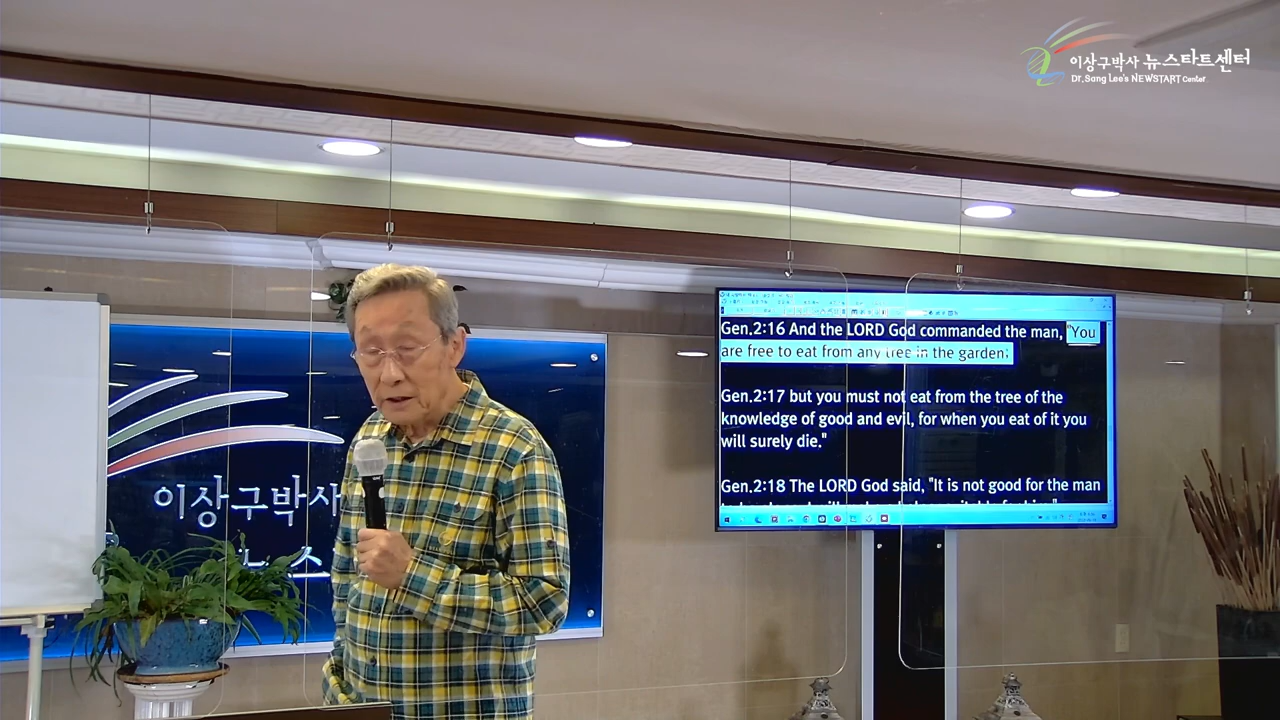 이상구박사 뉴스타트센터
Dr.Sang Lee's NEWSTART Center
Gen.2:16 And the LORD God commanded the man, "You
are free to eat from any tree in the garden;
Gen.2:17 but you must not eat from the tree of the
knowledge of good and evil, for when you eat of it you
will surely die."
Gen.2:18 The LORD God said, "It is not good for the man
이상구박사
뉴스